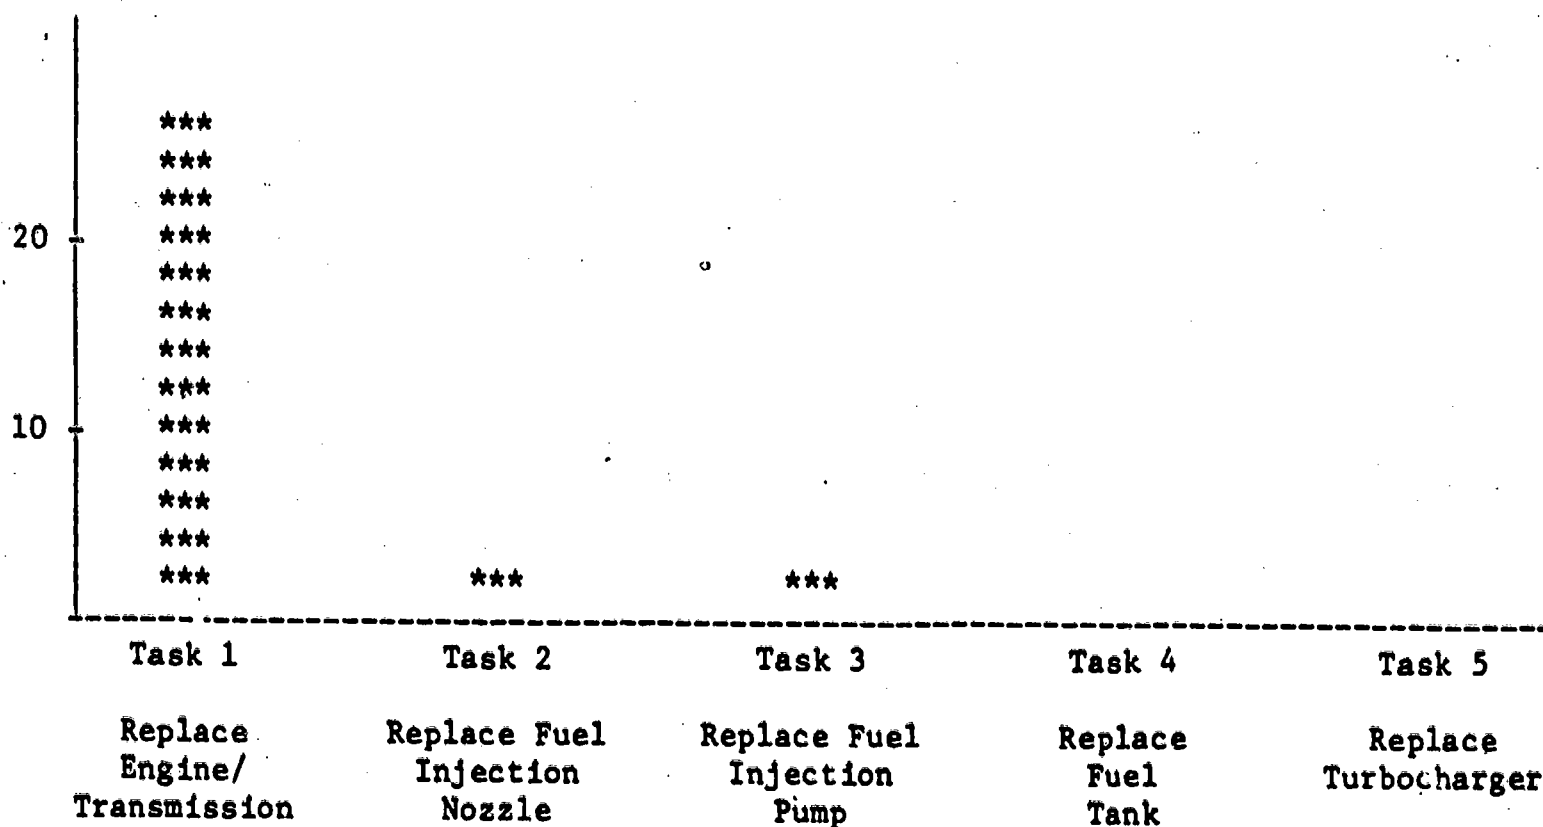 ***
***
***
20 ***
***
***
***
***
10 ***
***
***
***
*** *** ***
Task 1 Task 2 Task 3 Task 4 Task 5
Replace Replace Fuel Replace Fuel Replace Replace
Engine/ Injection Injection Fuel Turbocharger
Transmission Nozzle Pump Tank